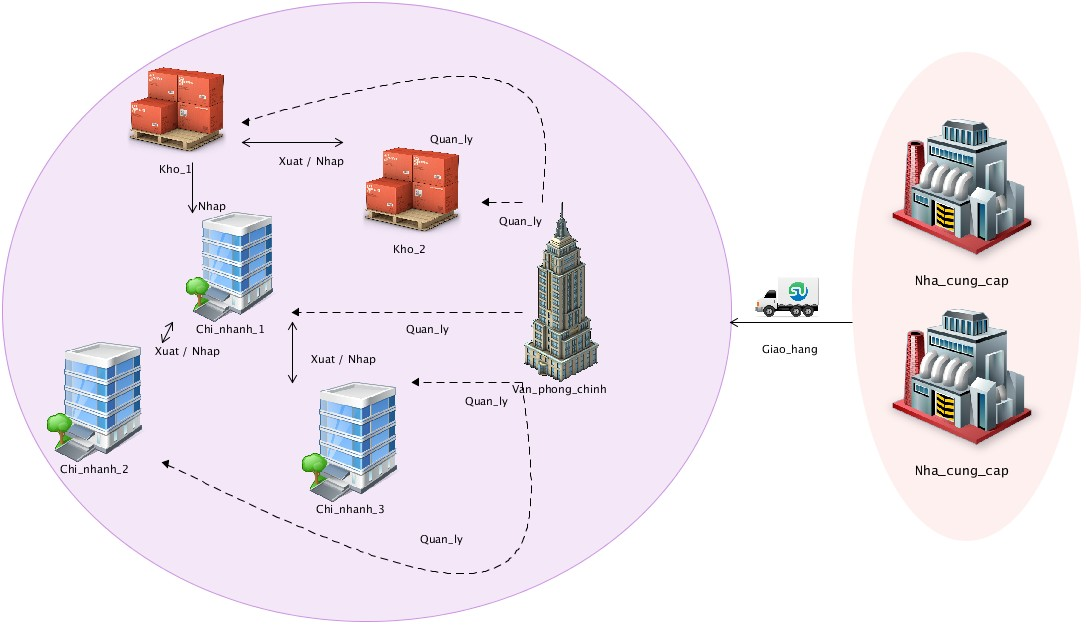 Quan_ly
Xuat / Nhap
Kho_1
Nhap
Quan_ly
Kho_2
SU
Nha_cung_cap
Chi_nhanh_1
Quan_ly
Xuat / Nhap
Xuat / Nhap
Giao_hang
Van_phong_chinh
Quan_ly
Chi_nhanh_2
Nha_cung_cap
Chi_nhanh_3
Quan_ly